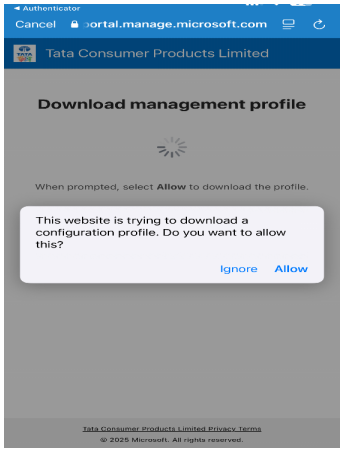 ◀ Authenticator
Cancel ortal.manage.microsoft.com
TATA
Tata Consumer Products Limited
Download management profile
When prompted, select Allow to download the profile.
This website is trying to download a
configuration profile. Do you want to allow
this?
Ignore Allow
Tata Consumer Products Limited Privacy Terms
© 2025 Microsoft. All rights reserved.